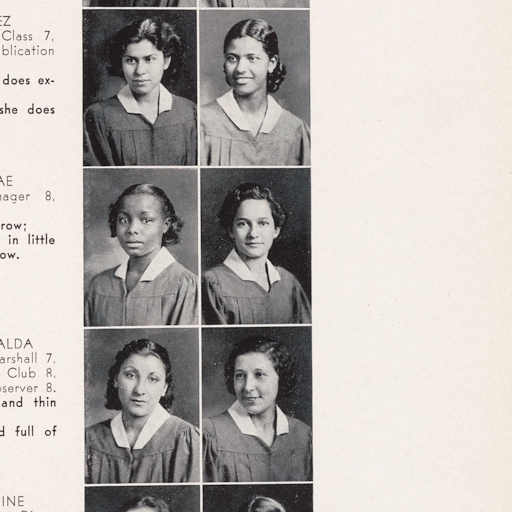 EZ
Class 7,
blication
does ex-
she does
AE
nager 8,
row;
in little
ow.
ALDA
arshall 7,
Club 8,
server 8.
and thin
d full of
INE